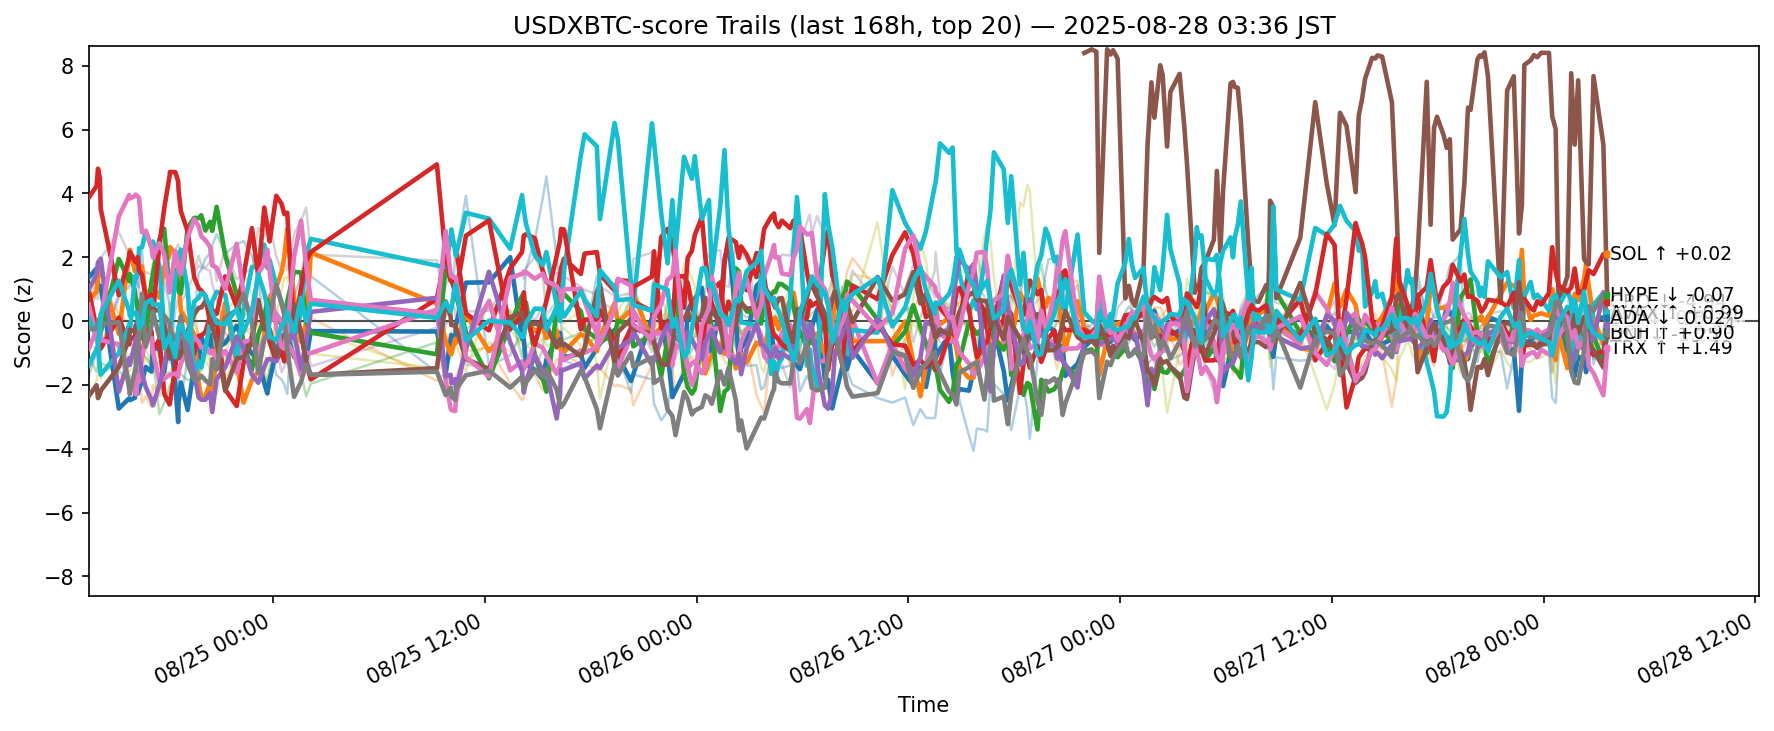 USDXBTC-score Trails (last 168h, top 20) — 2025-08-28 03:36 JST
Score (z)
8
6
4
2
0
−2
−4
−6
−8
SOL ↑ +0.02
HYPE ↓ -0.07
ADA ↓ -0.02
BCH ↑ +0.90
TRX ↑ +1.49
08/25 00:00
08/25 12:00
08/26 00:00
08/26 12:00
08/27 00:00
08/27 12:00
08/28 00:00
08/28 12:00
Time